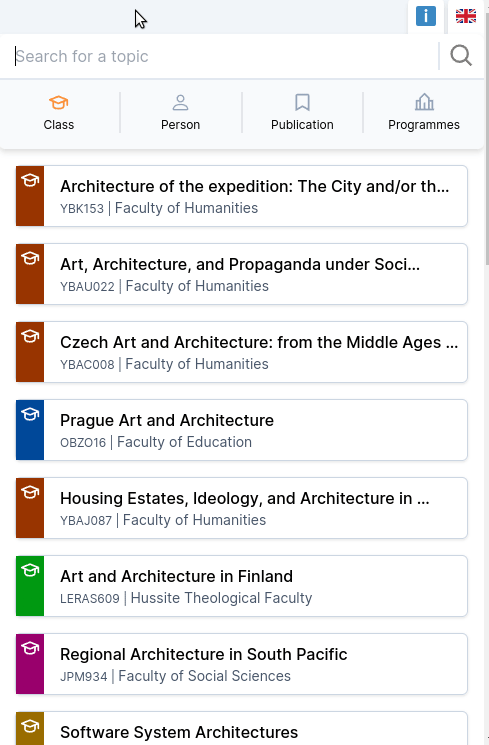 i
Search for a topic
Class
Person
Publication
Programmes
Architecture of the expedition: The City and/or th...
YBK153 | Faculty of Humanities
Art, Architecture, and Propaganda under Soci...
YBAU022 | Faculty of Humanities
Czech Art and Architecture: from the Middle Ages ...
YBAC008 | Faculty of Humanities
Prague Art and Architecture
OBZO16 | Faculty of Education
Housing Estates, Ideology, and Architecture in ...
YBAJ087 | Faculty of Humanities
Art and Architecture in Finland
LERAS609 | Hussite Theological Faculty
Regional Architecture in South Pacific
JPM934 | Faculty of Social Sciences
Software System Architectures